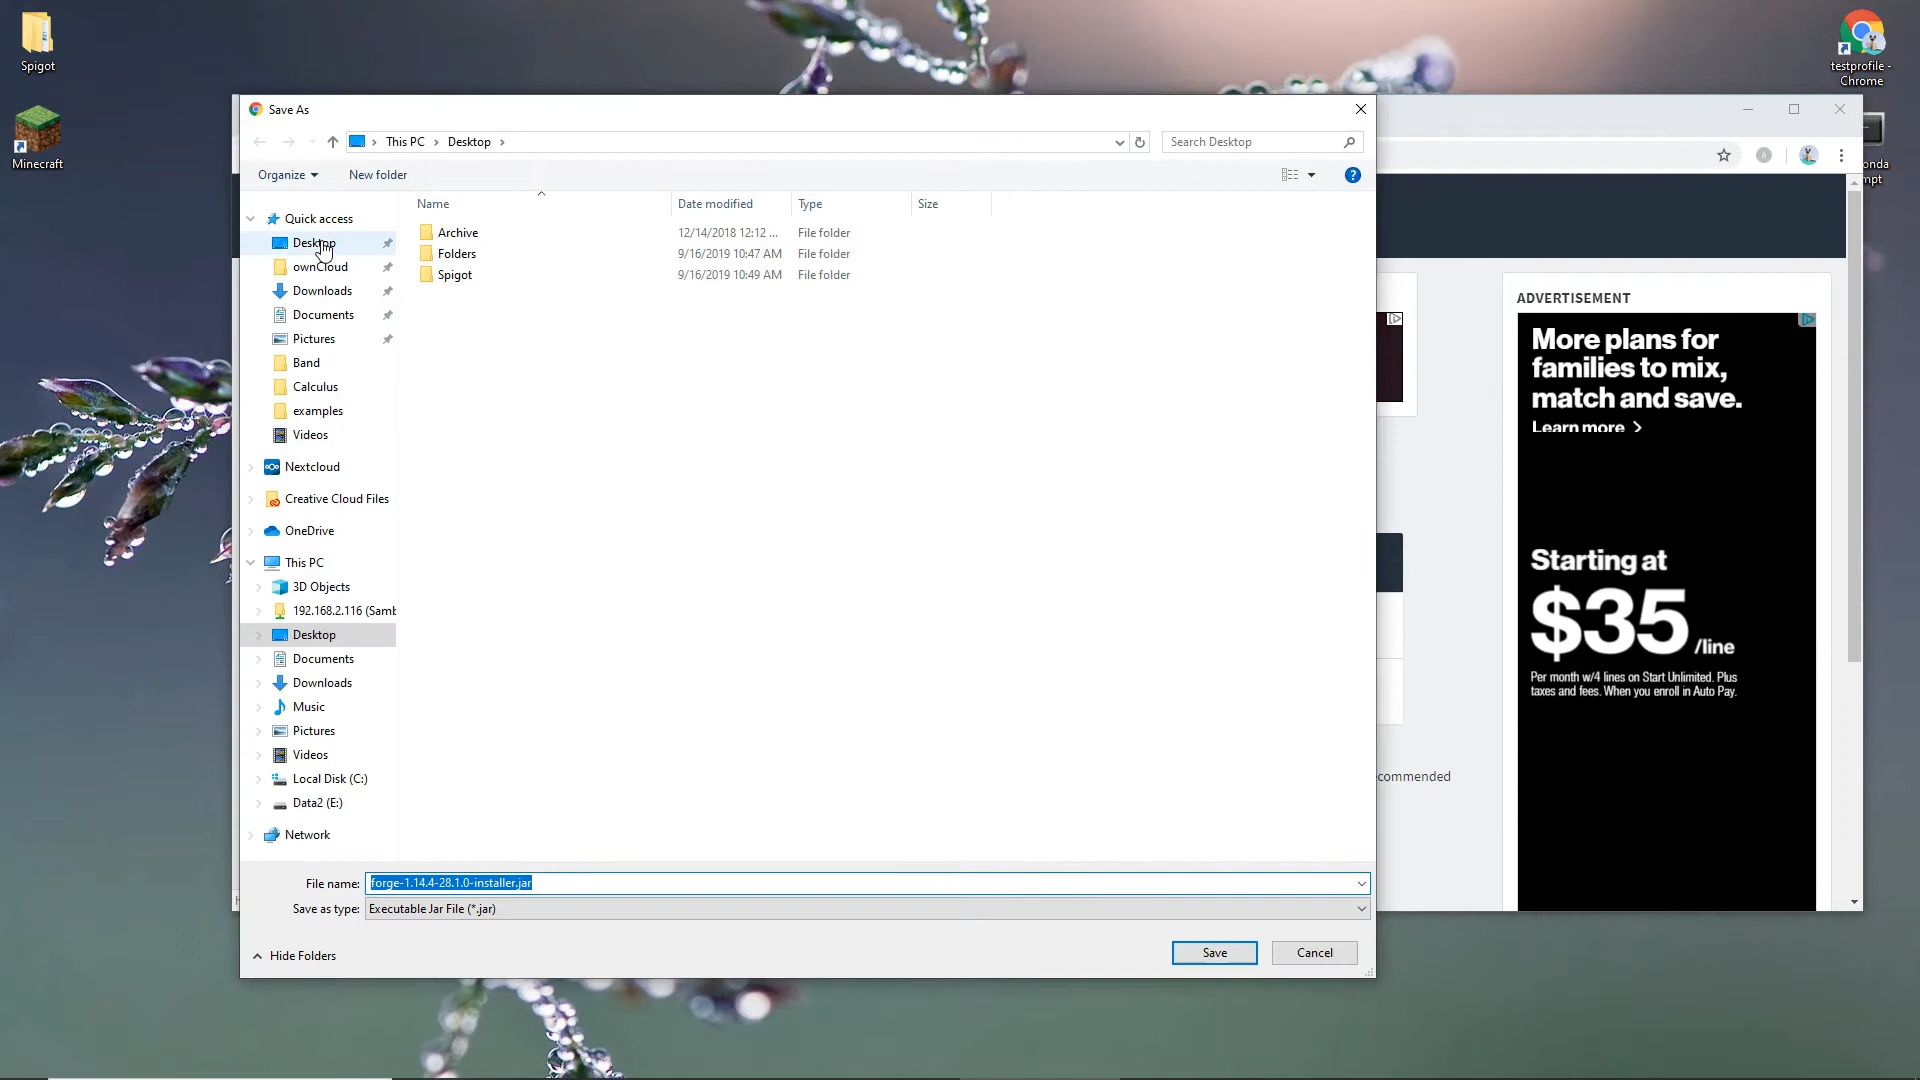 Spigot
Minecraft
testprofile -
Chrome
onda
mpt
Save As
This PC
Desktop
Search Desktop
Organize
New folder
?
Name
Date modified
Type
Size
Archive
12/14/2018 12:12 ...
File folder
Folders
9/16/2019 10:47 AM
File folder
Spigot
9/16/2019 10:49 AM
File folder
Quick access
Desktop
ownCloud
Downloads
Documents
Pictures
Band
Calculus
examples
Videos
Nextcloud
Creative Cloud Files
OneDrive
This PC
3D Objects
192.168.2.116 (Samb
Desktop
Documents
Downloads
Music
Pictures
Videos
Local Disk (C:)
Data2 (E:)
Network
File name: forge-1.14.4-28.1.0-installer.jar
Save as type: Executable Jar File (*.jar)
Hide Folders
Save
Cancel
ecommended
ADVERTISEMENT
More plans for
families to mix,
match and save.
Learn more
Starting at
$35 /line
Per month w/4 lines on Start Unlimited. Plus
taxes and fees. When you enroll in Auto Pay.